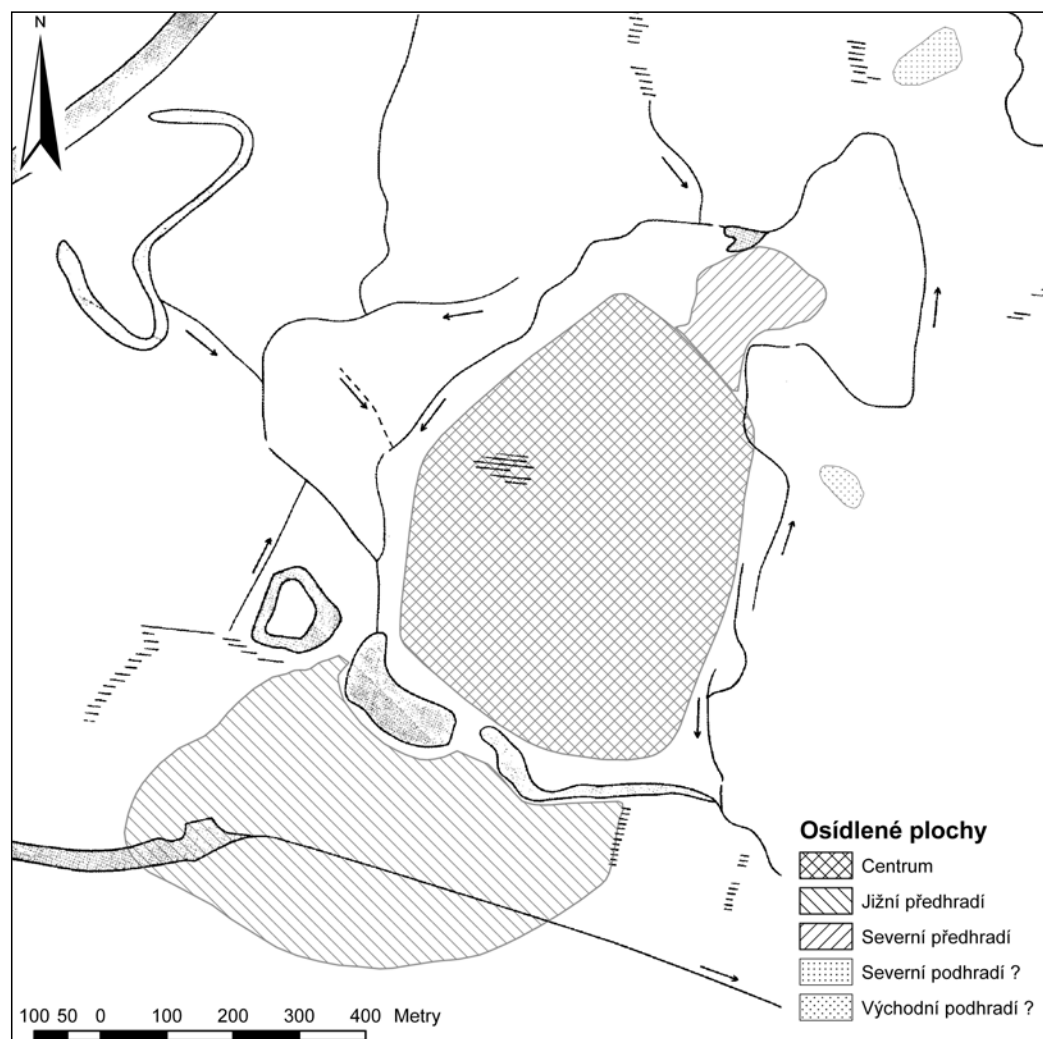 N
Osídlené plochy
Centrum
Jižní předhradí
Severní předhradí
Severní podhradí ?
Východní podhradí ?
100 50 0 100 200 300 400 Metry